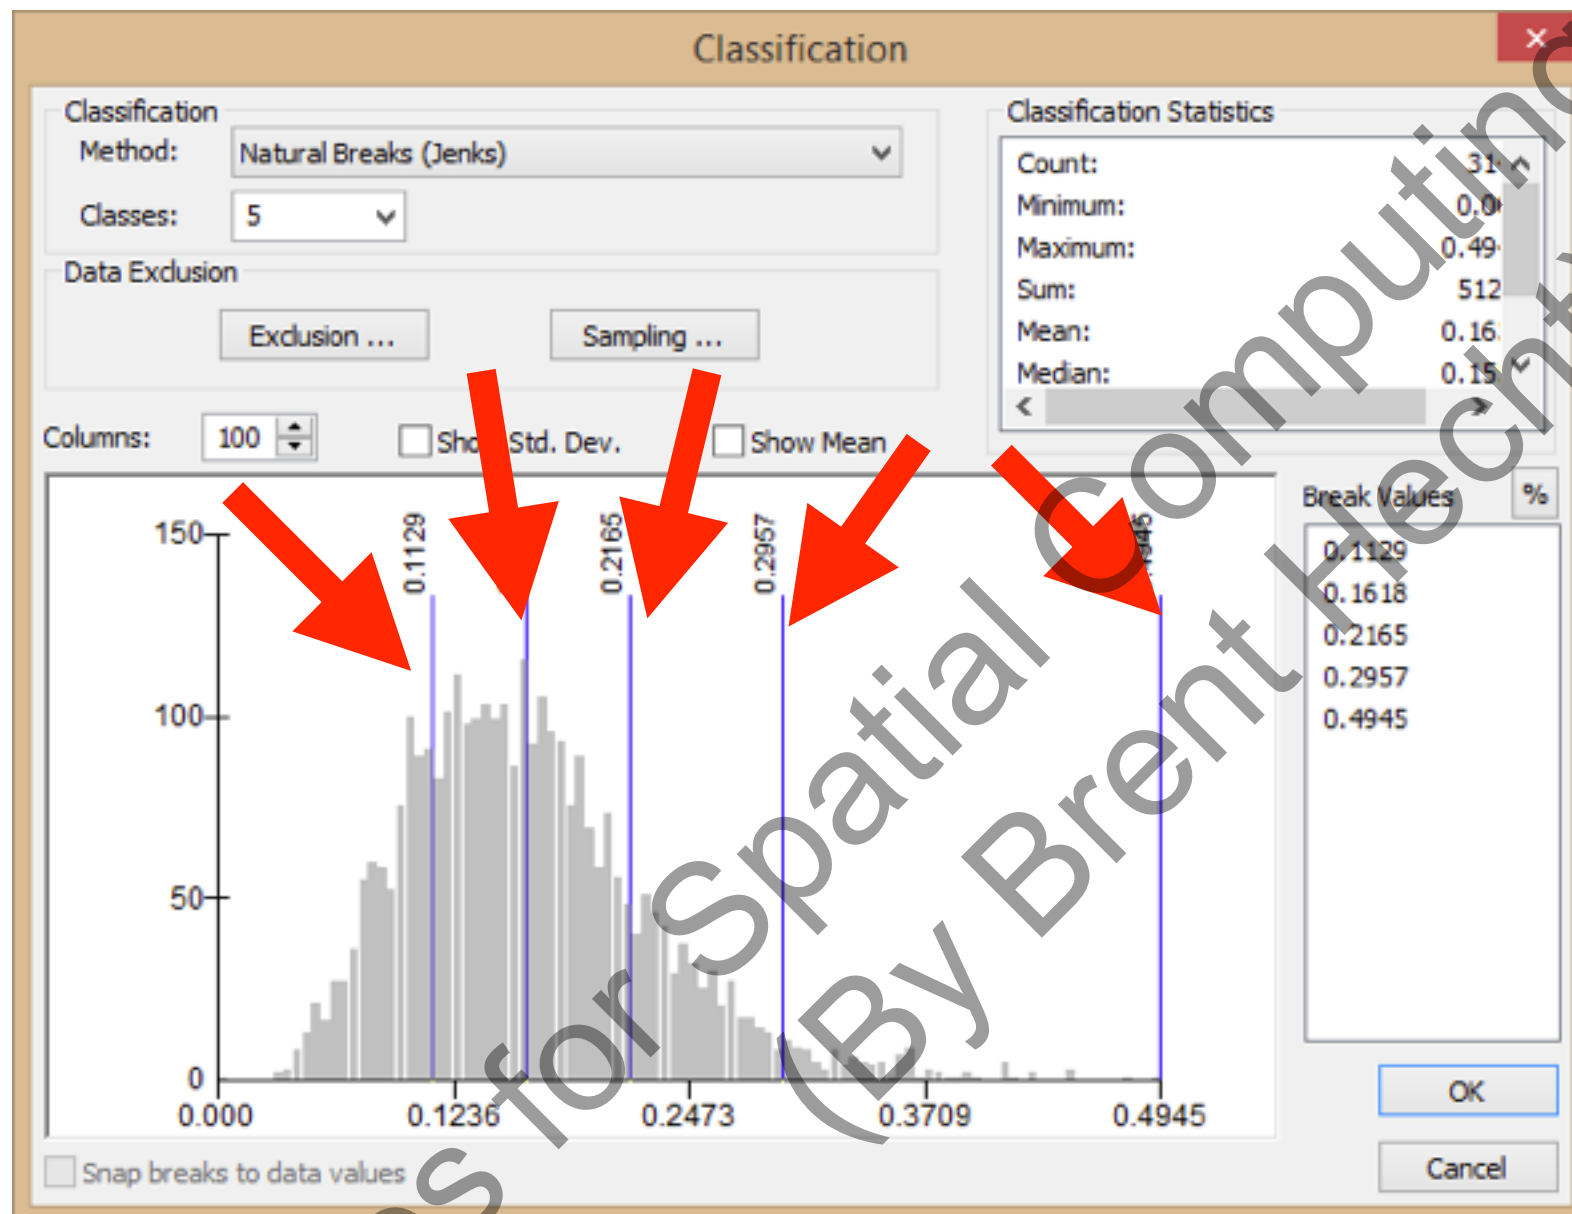 Classification
Classification
Method: Natural Breaks (Jenks)
Classes: 5
Data Exclusion
Exclusion ...
Sampling ...
Classification Statistics
Count:
Minimum:
Maximum:
Sum:
Mean:
Median:
Columns: 100
Std. Dev.
Show Mean
Break Values
%
0.1129
0.1618
0.2165
0.2957
0.4945
0.1129
0.2165
0.2957
150
100
50
0
0.000
0.1236
0.2473
0.3709
0.4945
OK
Cancel
Snap breaks to data values
for Spatial Computing
(By Brent Hecht)